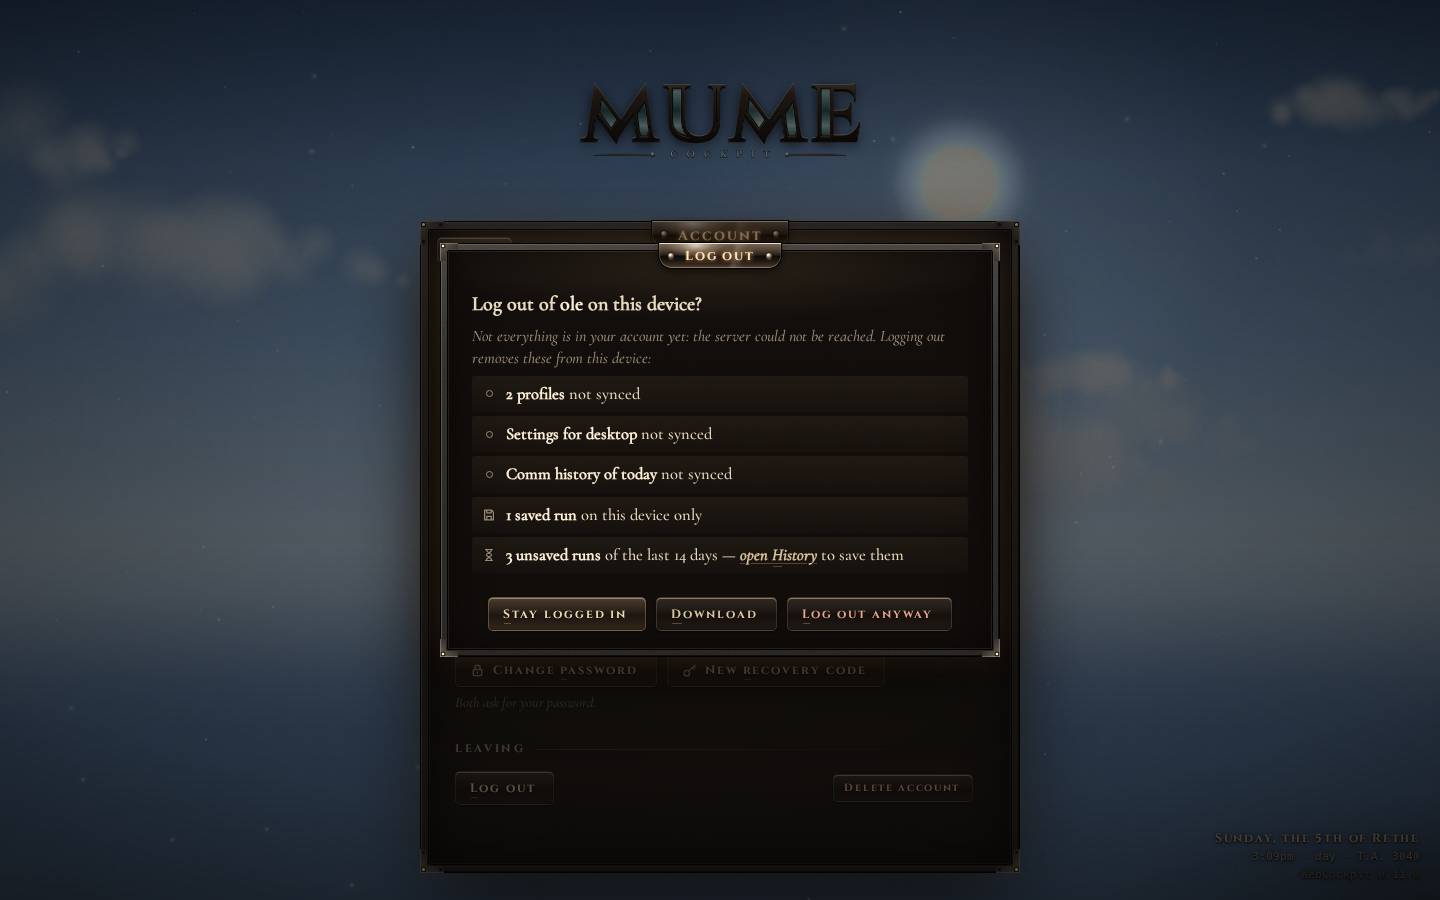 MUME
COCKPIT
ACCOUNT
LOG OUT
Log out of ole on this device?
Not everything is in your account yet: the server could not be reached. Logging out
removes these from this device:
2 profiles not synced
Settings for desktop not synced
Comm history of today not synced
1 saved run on this device only
3 unsaved runs of the last 14 days — open History to save them
STAY LOGGED IN
DOWNLOAD
LOG OUT ANYWAY
CHANGE PASSWORD
NEW RECOVERY CODE
Both ask for your password.
LEAVING
LOG OUT
DELETE ACCOUNT
SUNDAY, THE 5TH OF RETHE
3:09pm · day · T.A. 3040